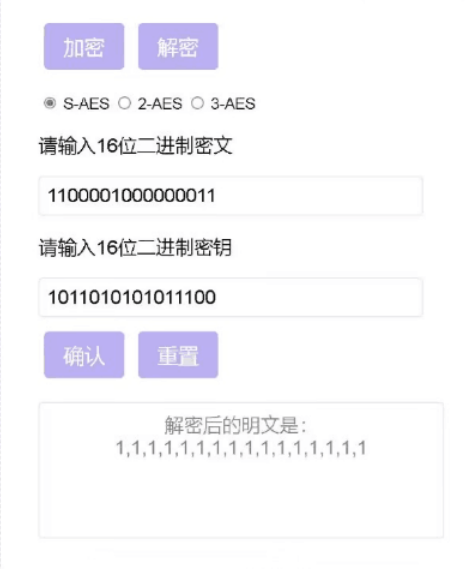 加密 解密
S-AES 2-AES 3-AES
请输入16位二进制密文
1100001000000011
请输入16位二进制密钥
1011010101011100
确认 重置
解密后的明文是：
1,1,1,1,1,1,1,1,1,1,1,1,1,1,1,1